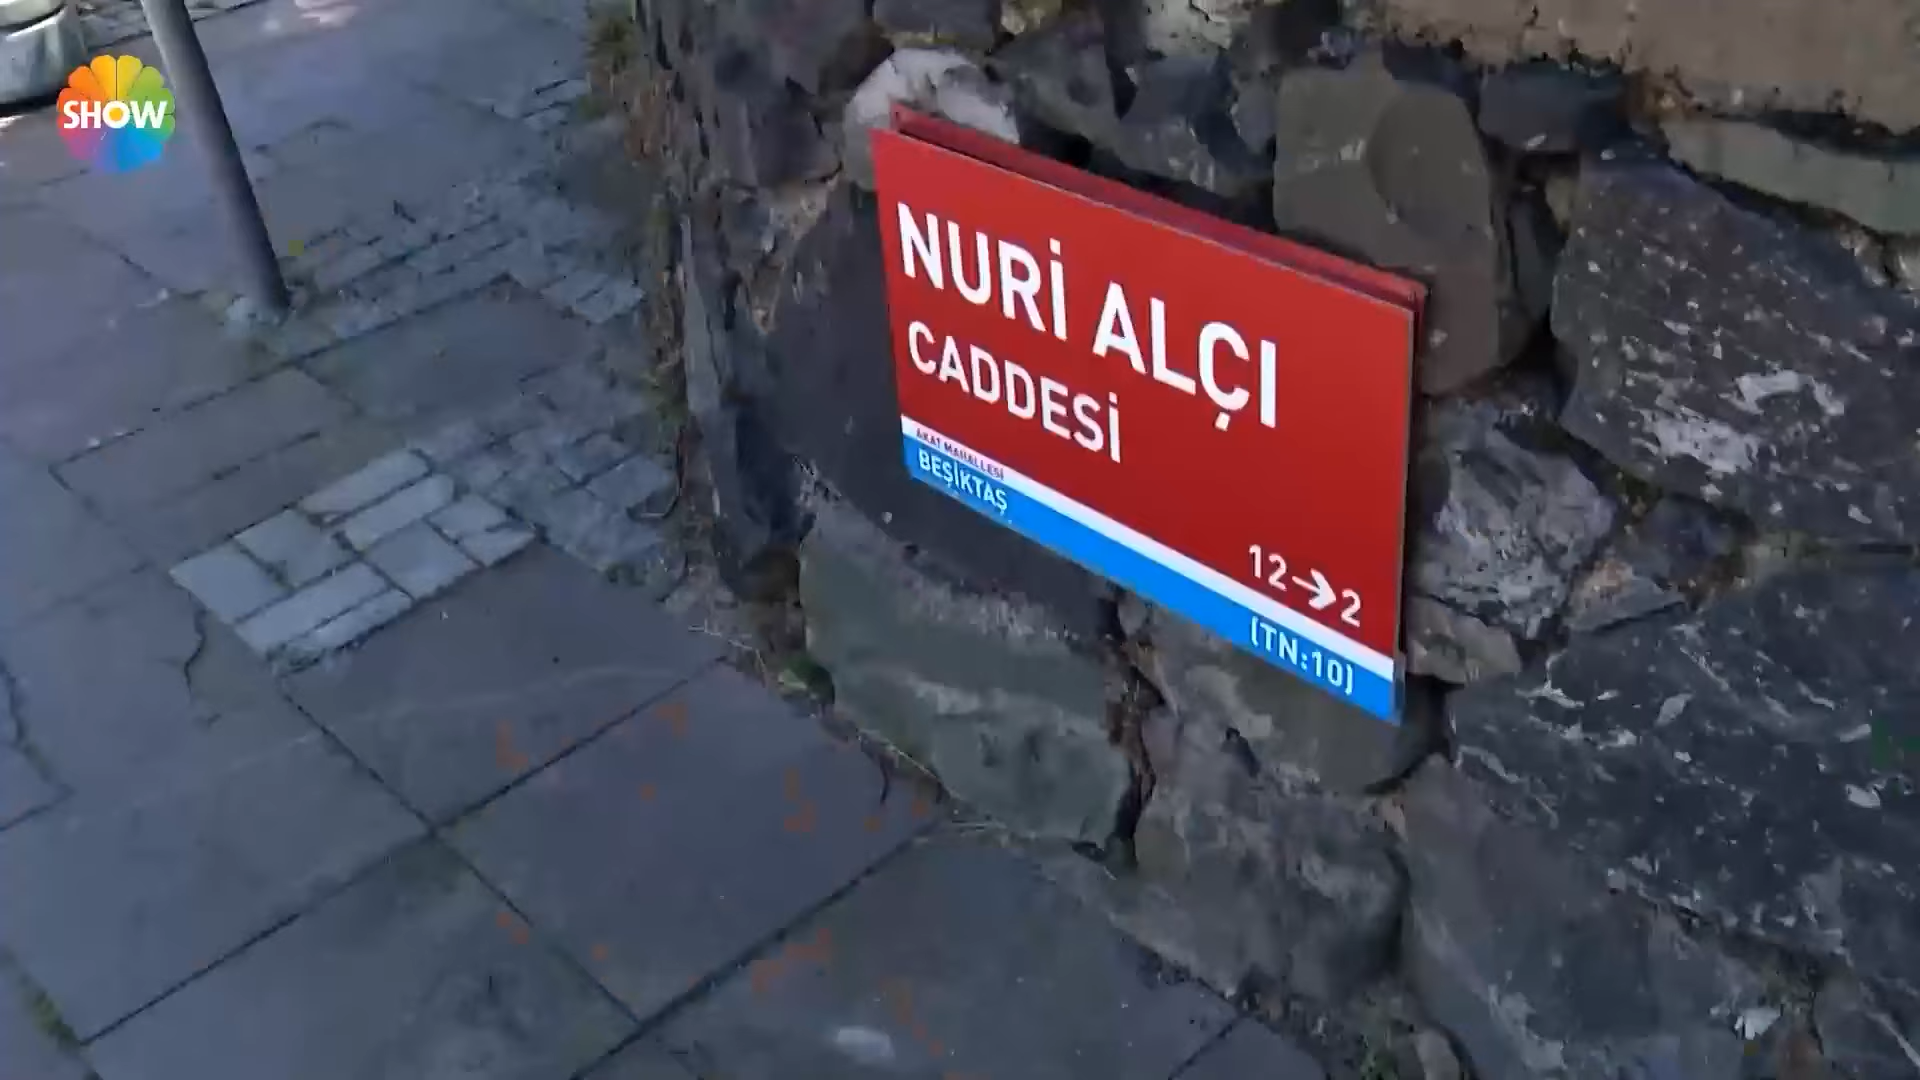 SHOW
NURİ ALÇI
CADDESİ
AKAT MAHALLESİ
BEŞİKTAŞ
12→2
(TN:10)